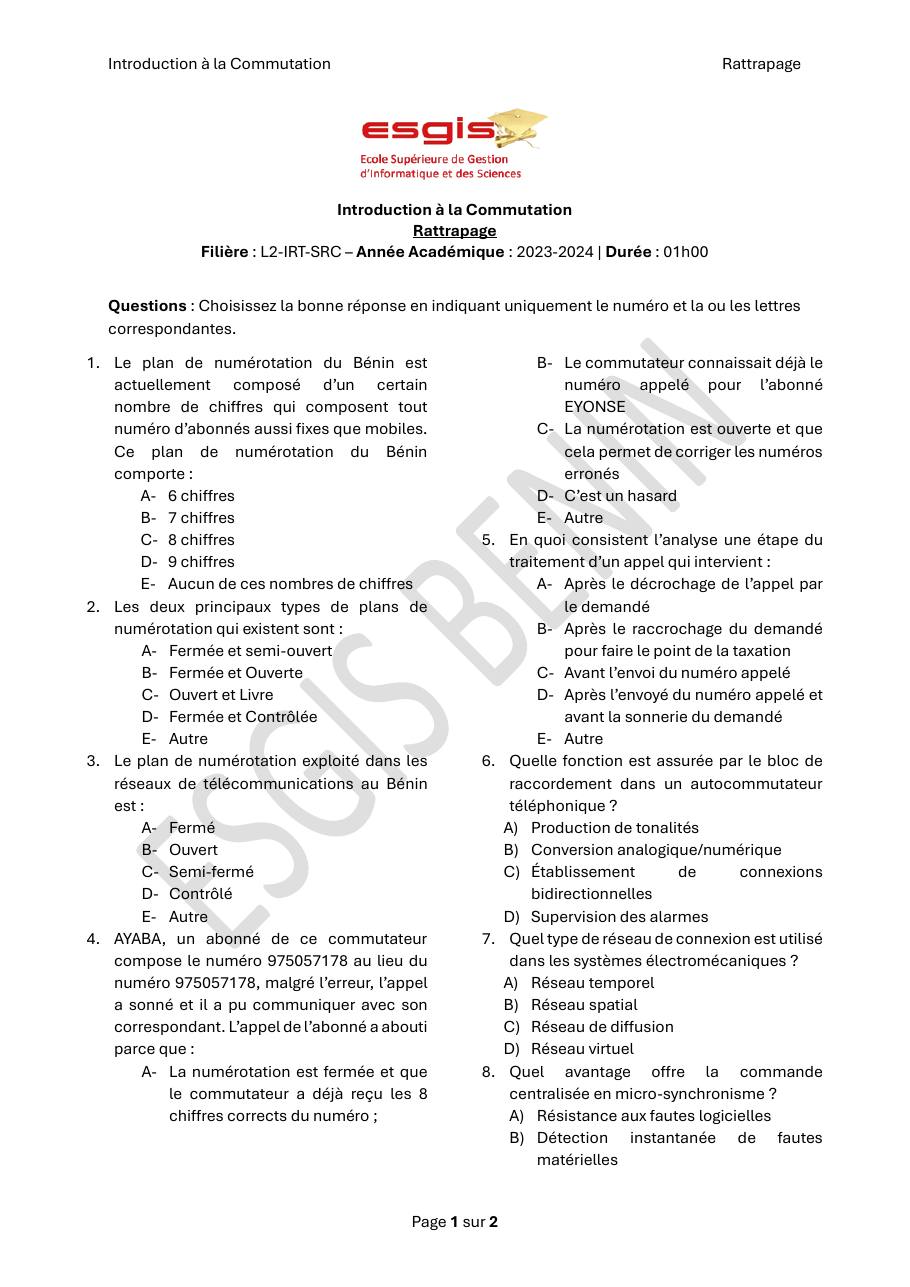 Introduction à la Commutation Rattrapage
esgis
Ecole Supérieure de Gestion
d'Informatique et des Sciences
Introduction à la Commutation
Rattrapage
Filière : L2-IRT-SRC – Année Académique : 2023-2024 | Durée : 01h00
Questions : Choisissez la bonne réponse en indiquant uniquement le numéro et la ou les lettres
correspondantes.
1. Le plan de numérotation du Bénin est
actuellement composé d'un certain
nombre de chiffres qui composent tout
numéro d'abonnés aussi fixes que mobiles.
Ce plan de numérotation du Bénin
comporte :
A- 6 chiffres
B- 7 chiffres
C- 8 chiffres
D- 9 chiffres
E- Aucun de ces nombres de chiffres
2. Les deux principaux types de plans de
numérotation qui existent sont :
A- Fermée et semi-ouvert
B- Fermée et Ouverte
C- Ouvert et Livre
D- Fermée et Contrôlée
E- Autre
3. Le plan de numérotation exploité dans les
réseaux de télécommunications au Bénin
est :
A- Fermé
B- Ouvert
C- Semi-fermé
D- Contrôlé
E- Autre
4. AYABA, un abonné de ce commutateur
compose le numéro 975057178 au lieu du
numéro 975057178, malgré l'erreur, l'appel
a sonné et il a pu communiquer avec son
correspondant. L'appel de l'abonné a abouti
parce que :
A- La numérotation est fermée et que
le commutateur a déjà reçu les 8
chiffres corrects du numéro ;
B- Le commutateur connaissait déjà le
numéro appelé pour l'abonné
EYONSE
C- La numérotation est ouverte et que
cela permet de corriger les numéros
erronés
D- C'est un hasard
E- Autre
5. En quoi consistent l'analyse une étape du
traitement d'un appel qui intervient :
A- Après le décrochage de l'appel par
le demandé
B- Après le raccrochage du demandé
pour faire le point de la taxation
C- Avant l'envoi du numéro appelé
D- Après l'envoyé du numéro appelé et
avant la sonnerie du demandé
E- Autre
6. Quelle fonction est assurée par le bloc de
raccordement dans un autocommutateur
téléphonique ?
A) Production de tonalités
B) Conversion analogique/numérique
C) Établissement de connexions
bidirectionnelles
D) Supervision des alarmes
7. Quel type de réseau de connexion est utilisé
dans les systèmes électromécaniques ?
A) Réseau temporel
B) Réseau spatial
C) Réseau de diffusion
D) Réseau virtuel
8. Quel avantage offre la commande
centralisée en micro-synchronisme ?
A) Résistance aux fautes logicielles
B) Détection instantanée de fautes
matérielles
ESGIS BENIN
Page 1 sur 2